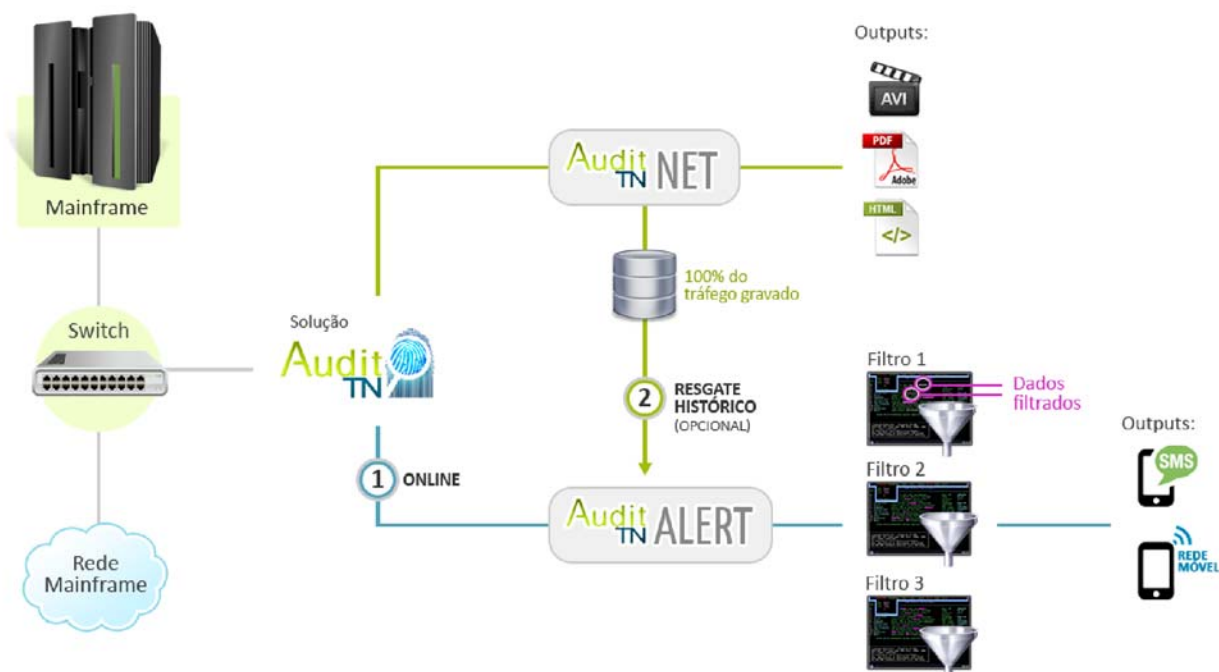 Outputs:
AVI
PDF
Adobe
HTML
</>
Mainframe
Audit
TN NET
100% do
tráfego gravado
Switch
Solução
Audit
TN
2 RESGATE
HISTÓRICO
(OPCIONAL)
1 ONLINE
Audit
TN ALERT
Filtro 1
Dados
filtrados
Filtro 2
Filtro 3
Outputs:
SMS
REDE
MÓVEL
Rede
Mainframe